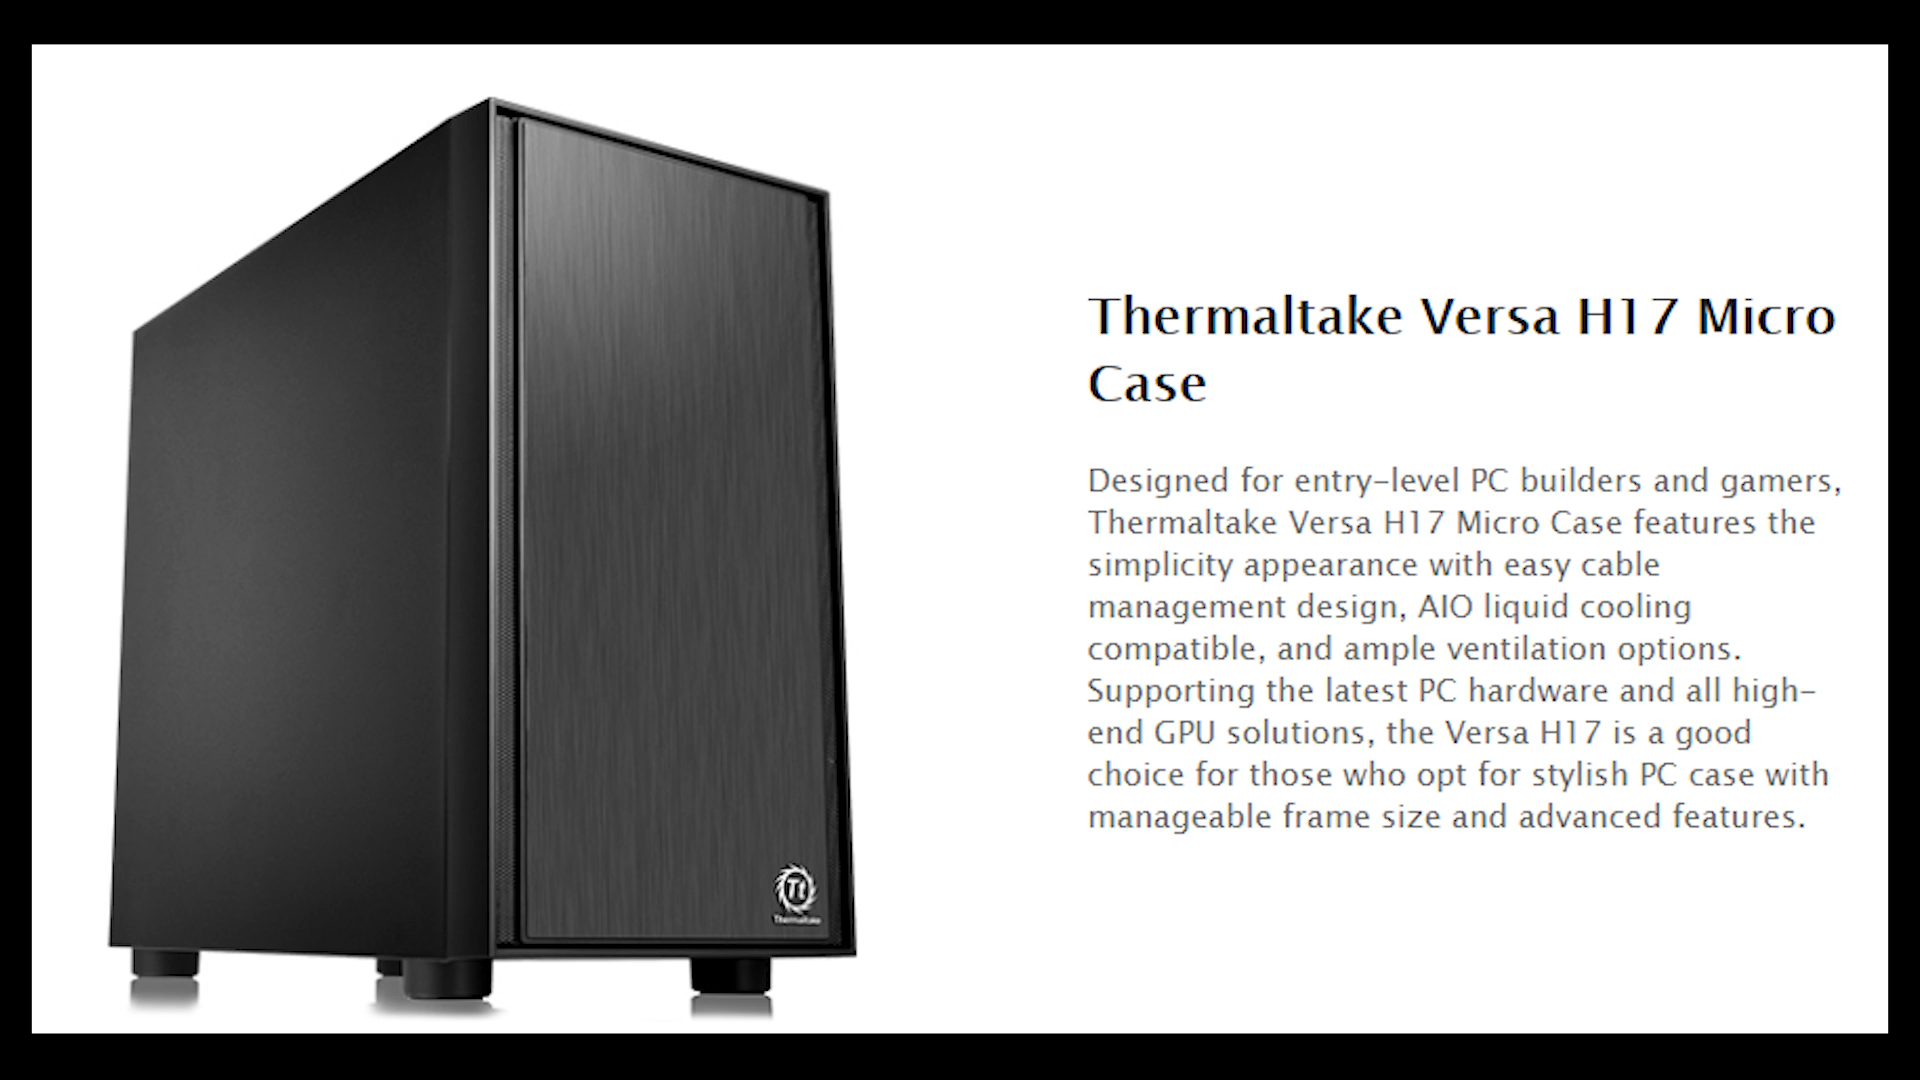 Thermaltake Versa H17 Micro
Case
Designed for entry-level PC builders and gamers,
Thermaltake Versa H17 Micro Case features the
simplicity appearance with easy cable
management design, AIO liquid cooling
compatible, and ample ventilation options.
Supporting the latest PC hardware and all high-
end GPU solutions, the Versa H17 is a good
choice for those who opt for stylish PC case with
manageable frame size and advanced features.
Tt
Thermaltake